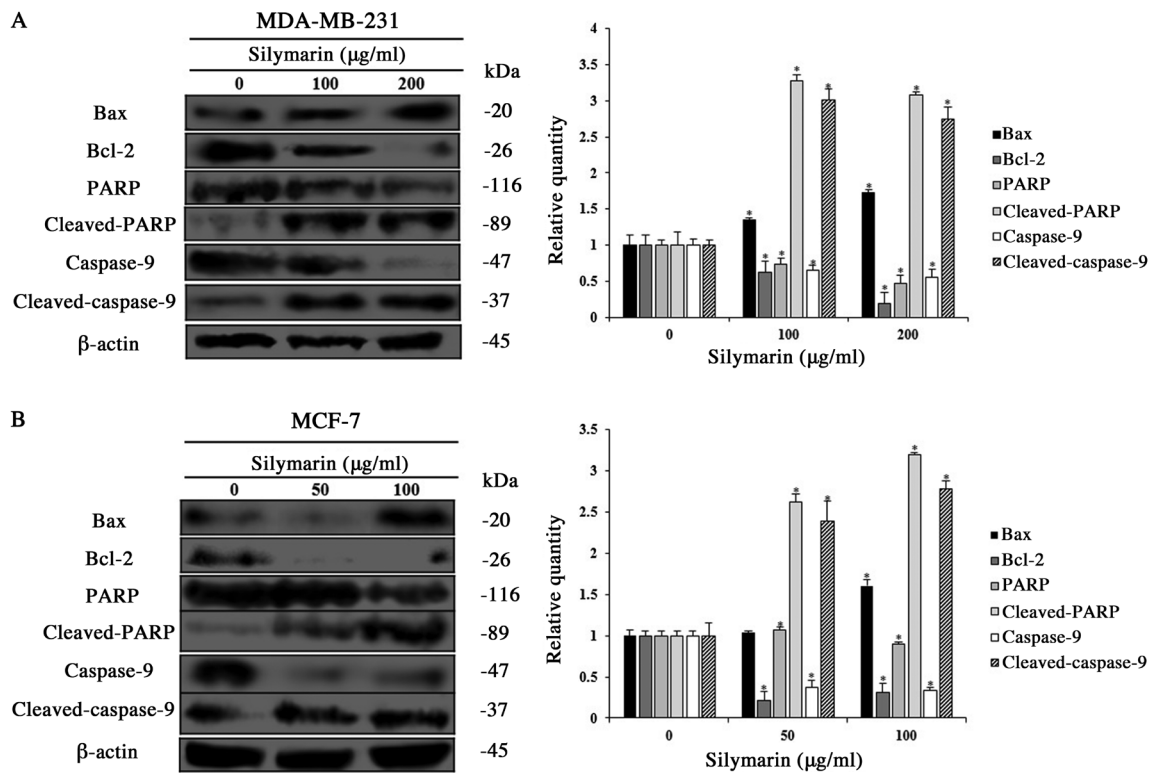 A
MDA-MB-231
Silymarin (µg/ml)
0 100 200
kDa
Bax -20
Bcl-2 -26
PARP -116
Cleaved-PARP -89
Caspase-9 -47
Cleaved-caspase-9 -37
β-actin -45
Relative quantity
4
3.5
3
2.5
2
1.5
1
0.5
0
* * * * * *
* * * * * *
0 100 200
Silymarin (µg/ml)
Bax
Bcl-2
PARP
Cleaved-PARP
Caspase-9
Cleaved-caspase-9
B
MCF-7
Silymarin (µg/ml)
0 50 100
kDa
Bax -20
Bcl-2 -26
PARP -116
Cleaved-PARP -89
Caspase-9 -47
Cleaved-caspase-9 -37
β-actin -45
Relative quantity
3.5
3
2.5
2
1.5
1
0.5
0
* * * * *
* * * * * *
0 50 100
Silymarin (µg/ml)
Bax
Bcl-2
PARP
Cleaved-PARP
Caspase-9
Cleaved-caspase-9